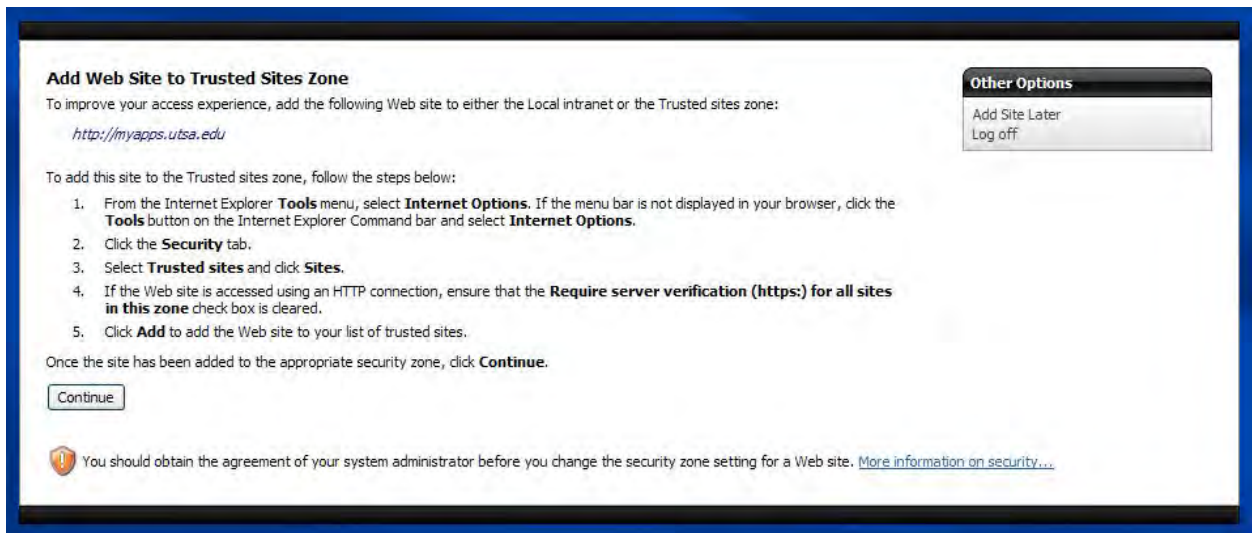 Add Web Site to Trusted Sites Zone
To improve your access experience, add the following Web site to either the Local intranet or the Trusted sites zone:
http://myapps.utsa.edu
To add this site to the Trusted sites zone, follow the steps below:
1. From the Internet Explorer Tools menu, select Internet Options. If the menu bar is not displayed in your browser, click the
Tools button on the Internet Explorer Command bar and select Internet Options.
2. Click the Security tab.
3. Select Trusted sites and click Sites.
4. If the Web site is accessed using an HTTP connection, ensure that the Require server verification (https:) for all sites
in this zone check box is cleared.
5. Click Add to add the Web site to your list of trusted sites.
Once the site has been added to the appropriate security zone, click Continue.
Continue
You should obtain the agreement of your system administrator before you change the security zone setting for a Web site. More information on security...
Other Options
Add Site Later
Log off